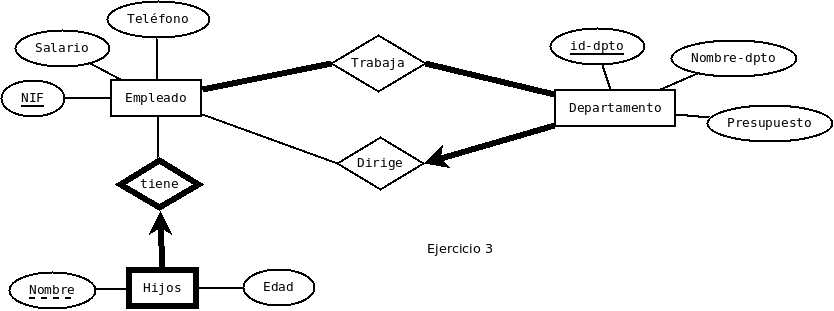 Teléfono
Salario
NIF
Empleado
Trabaja
id-dpto
Nombre-dpto
Departamento
Presupuesto
Dirige
tiene
Ejercicio 3
Nombre
Hijos
Edad